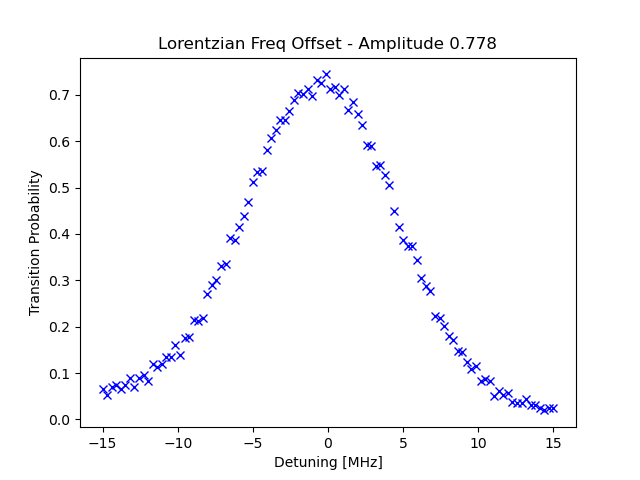 Lorentzian Freq Offset - Amplitude 0.778
Transition Probability
0.7
0.6
0.5
0.4
0.3
0.2
0.1
0.0
−15 −10 −5 0 5 10 15
Detuning [MHz]